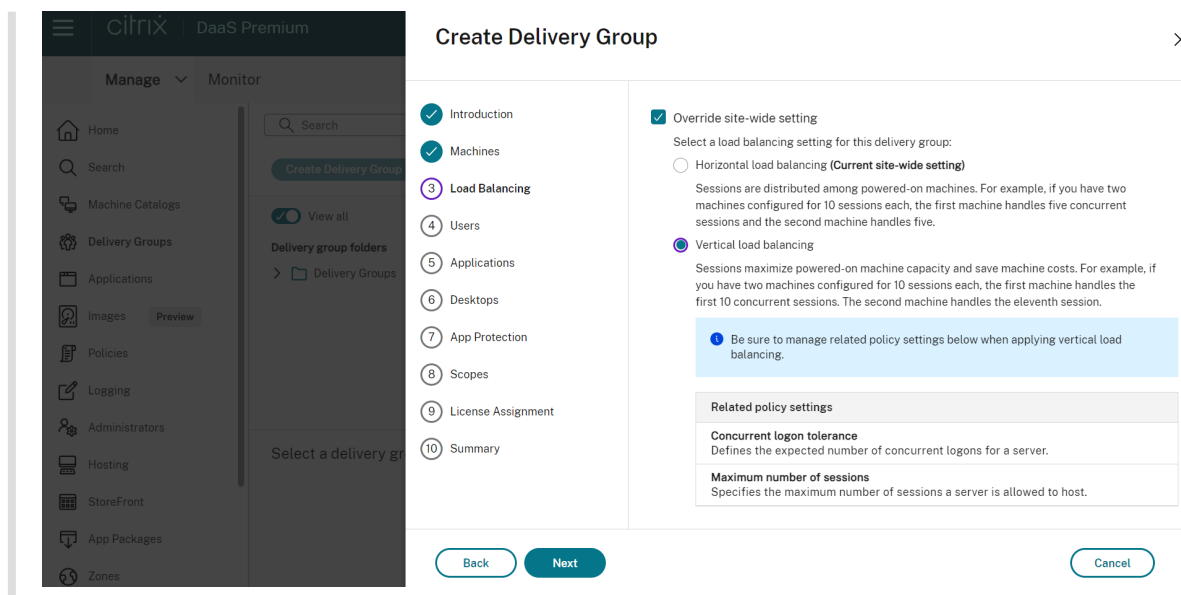 citrix DaaS Premium
Manage Monitor
Home
Search
Machine Catalogs
Delivery Groups
Applications
Images Preview
Policies
Logging
Administrators
Hosting
StoreFront
App Packages
Zones
Search
Create Delivery Group
View all
Delivery group folders
Delivery Groups
Select a delivery gr
Create Delivery Group
Introduction
Machines
3 Load Balancing
4 Users
5 Applications
6 Desktops
7 App Protection
8 Scopes
9 License Assignment
10 Summary
Override site-wide setting
Select a load balancing setting for this delivery group:
Horizontal load balancing (Current site-wide setting)
Sessions are distributed among powered-on machines. For example, if you have two
machines configured for 10 sessions each, the first machine handles five concurrent
sessions and the second machine handles five.
Vertical load balancing
Sessions maximize powered-on machine capacity and save machine costs. For example, if
you have two machines configured for 10 sessions each, the first machine handles the
first 10 concurrent sessions. The second machine handles the eleventh session.
Be sure to manage related policy settings below when applying vertical load
balancing.
Related policy settings
Concurrent logon tolerance
Defines the expected number of concurrent logons for a server.
Maximum number of sessions
Specifies the maximum number of sessions a server is allowed to host.
Back Next Cancel